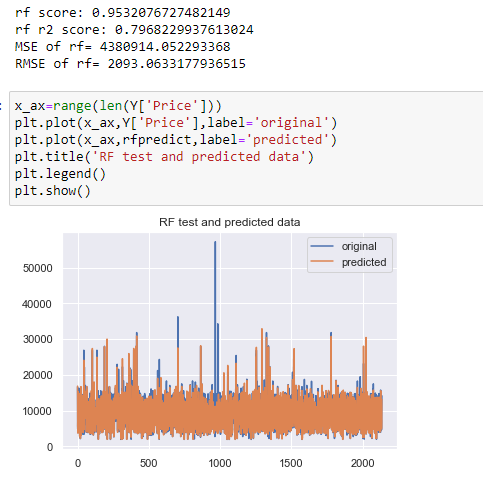 rf score: 0.9532076727482149
rf r2 score: 0.7968229937613024
MSE of rf= 4380914.052293368
RMSE of rf= 2093.0633177936515
: x_ax=range(len(Y['Price']))
plt.plot(x_ax,Y['Price'],label='original')
plt.plot(x_ax,rfpredict,label='predicted')
plt.title('RF test and predicted data')
plt.legend()
plt.show()
RF test and predicted data
original
predicted
50000
40000
30000
20000
10000
0
0 500 1000 1500 2000